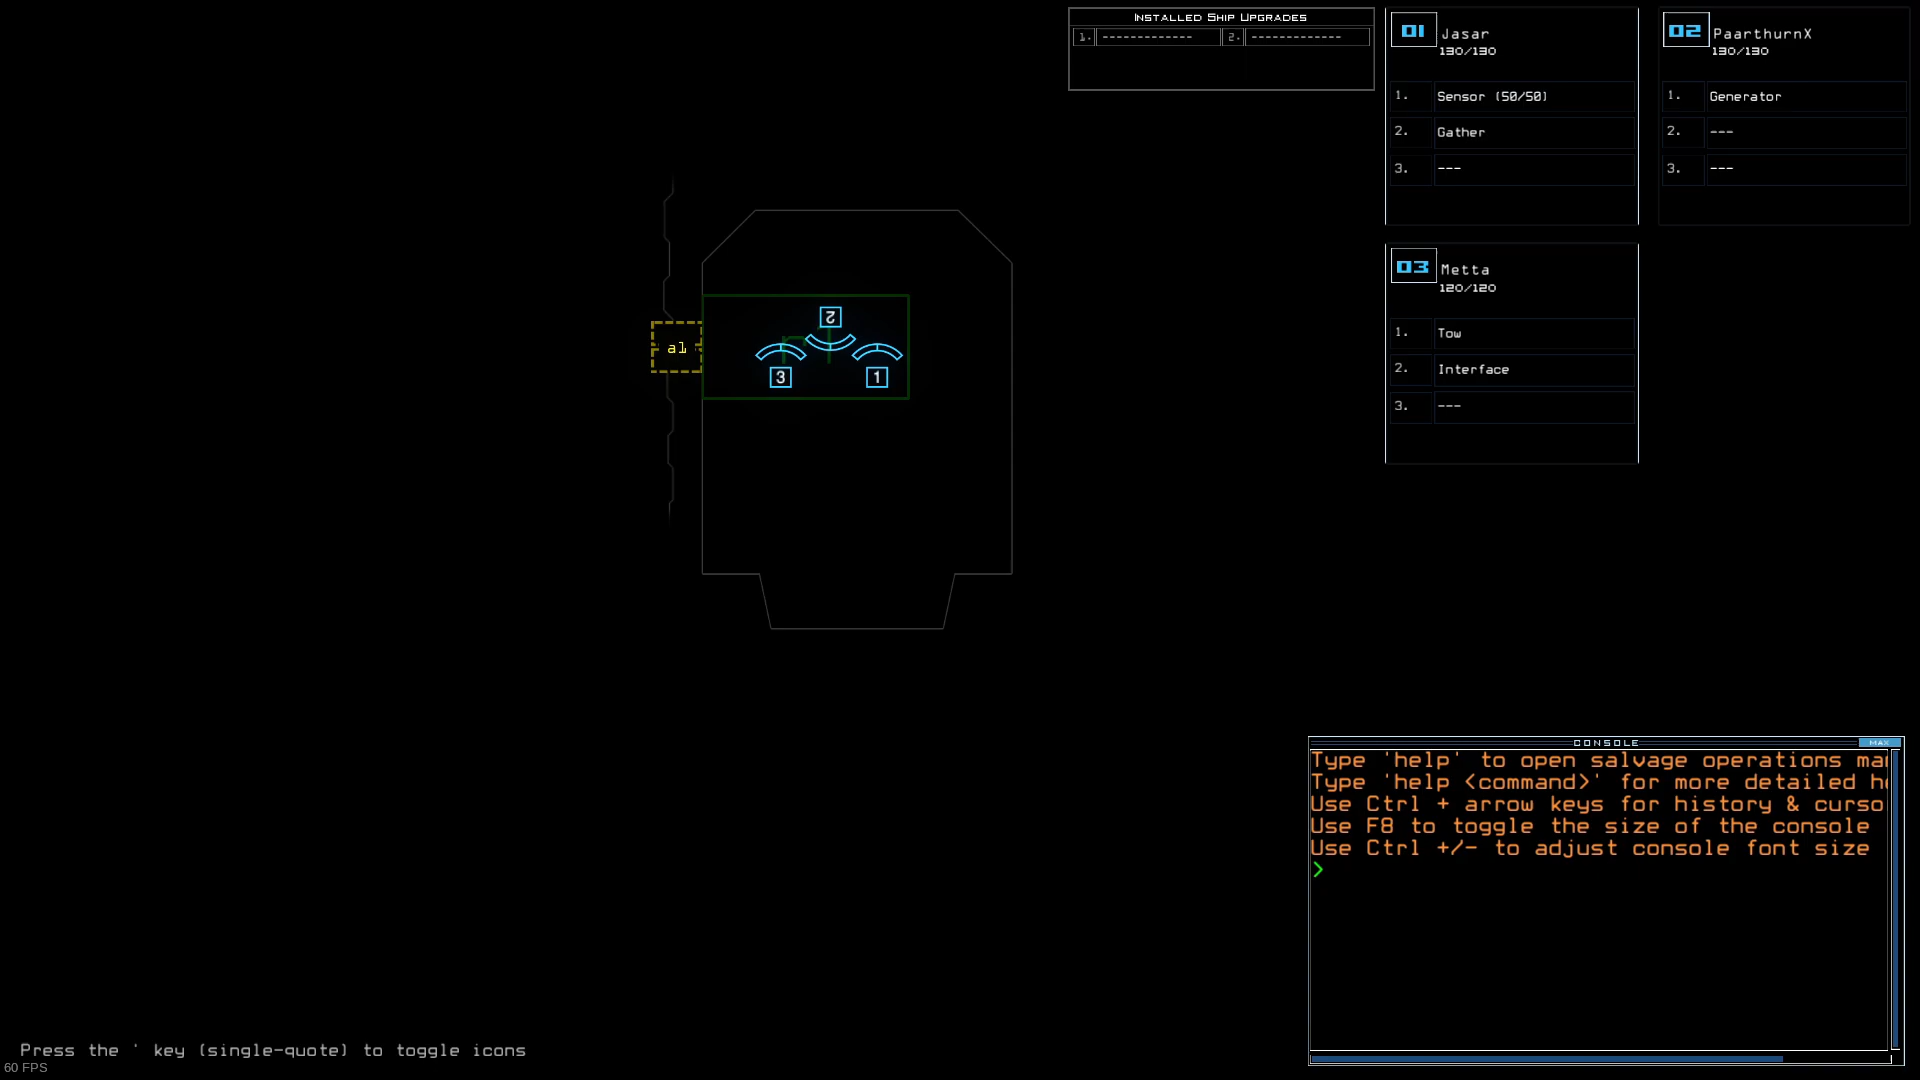 Installed Ship Upgrades
1. ------------- 2. -------------
01 Jasar
130/130
1. Sensor (50/50)
2. Gather
3. ---
02 PaarthurnX
130/130
1. Generator
2. ---
3. ---
03 Metta
120/120
1. Tow
2. Interface
3. ---
a1
2
3
1
CONSOLE
MAX
Type 'help' to open salvage operations
Type 'help <command>' for more detailed
Use Ctrl + arrow keys for history &
Use F8 to toggle the size of the console
Use Ctrl +/- to adjust console font size
>
Press the ' key (single-quote) to toggle icons
60 FPS